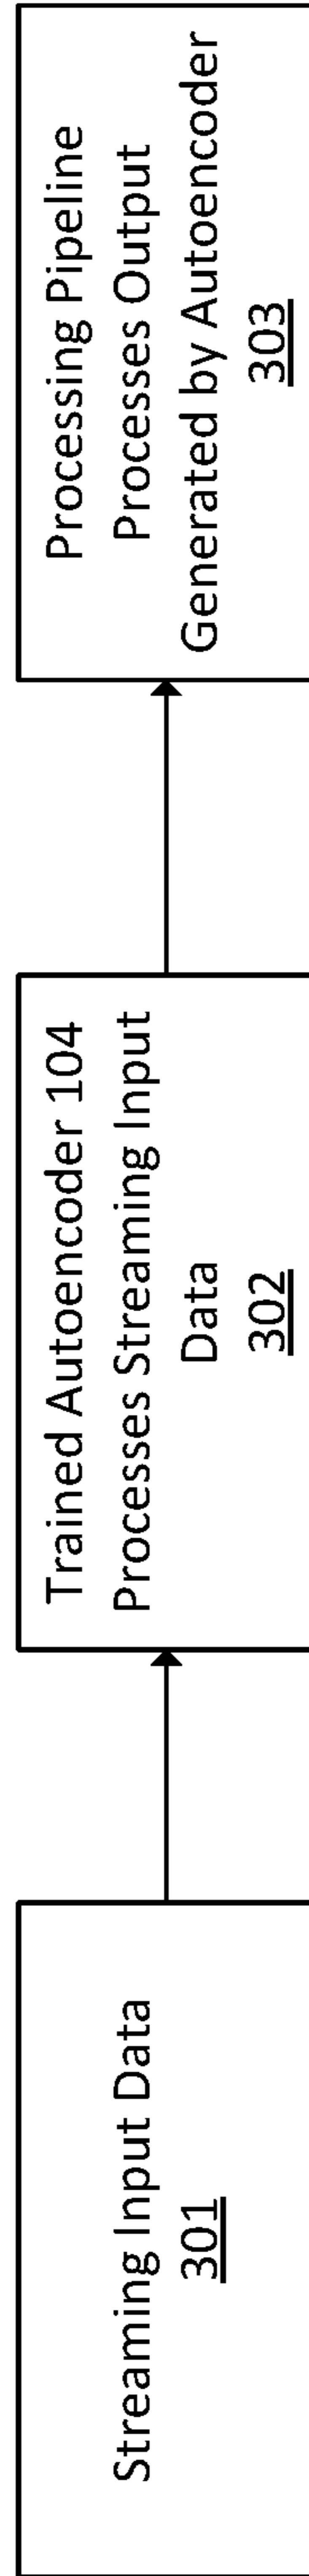 Streaming Input Data
301
Trained Autoencoder 104
Processes Streaming Input
Data
302
Processing Pipeline
Processes Output
Generated by Autoencoder
303